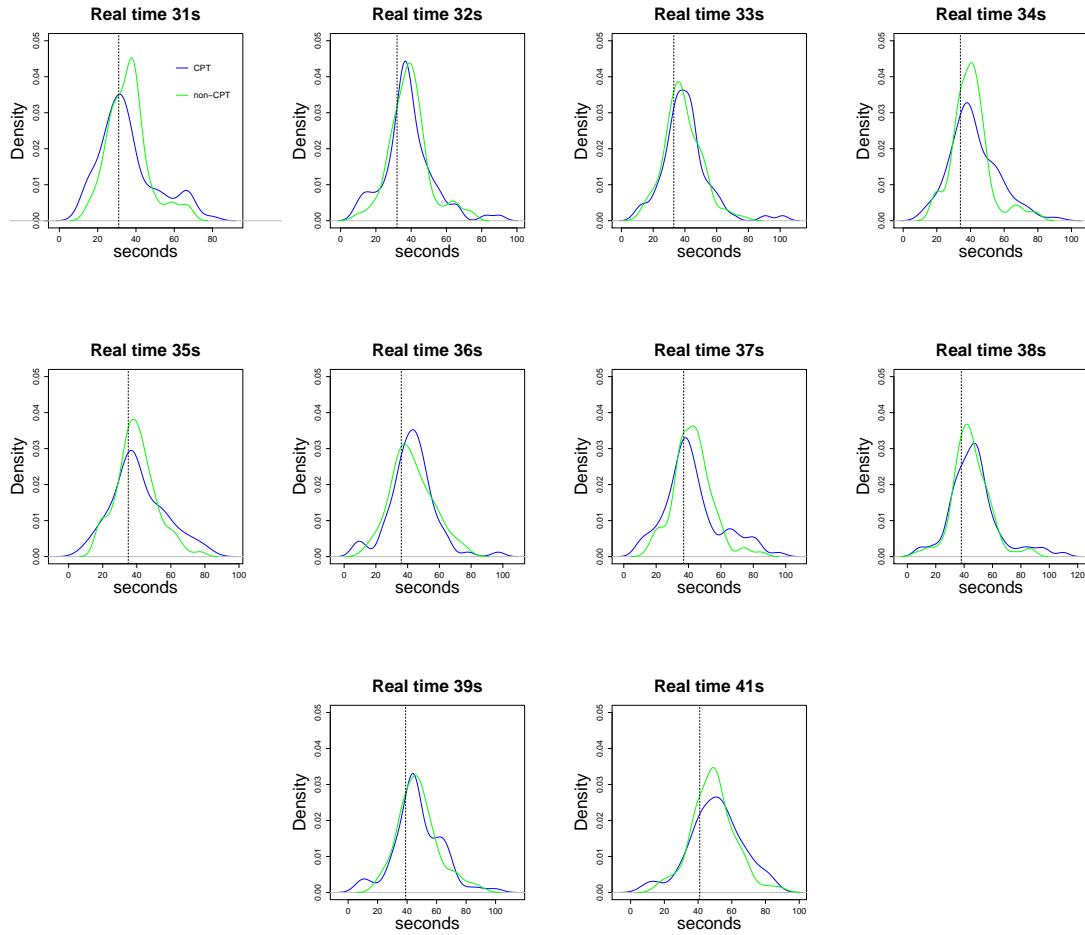 Real time 31s
Real time 32s
Real time 33s
Real time 34s
Density
0.00 0.01 0.02 0.03 0.04 0.05
CPT
non−CPT
0 20 40 60 80
seconds
Density
0.00 0.01 0.02 0.03 0.04 0.05
0 20 40 60 80 100
seconds
Density
0.00 0.01 0.02 0.03 0.04 0.05
0 20 40 60 80 100
seconds
Density
0.00 0.01 0.02 0.03 0.04 0.05
0 20 40 60 80 100
seconds
Real time 35s
Real time 36s
Real time 37s
Real time 38s
Density
0.00 0.01 0.02 0.03 0.04 0.05
0 20 40 60 80 100
seconds
Density
0.00 0.01 0.02 0.03 0.04 0.05
0 20 40 60 80 100
seconds
Density
0.00 0.01 0.02 0.03 0.04 0.05
0 20 40 60 80 100
seconds
Density
0.00 0.01 0.02 0.03 0.04 0.05
0 20 40 60 80 100 120
seconds
Real time 39s
Real time 41s
Density
0.00 0.01 0.02 0.03 0.04 0.05
0 20 40 60 80 100
seconds
Density
0.00 0.01 0.02 0.03 0.04 0.05
0 20 40 60 80 100
seconds